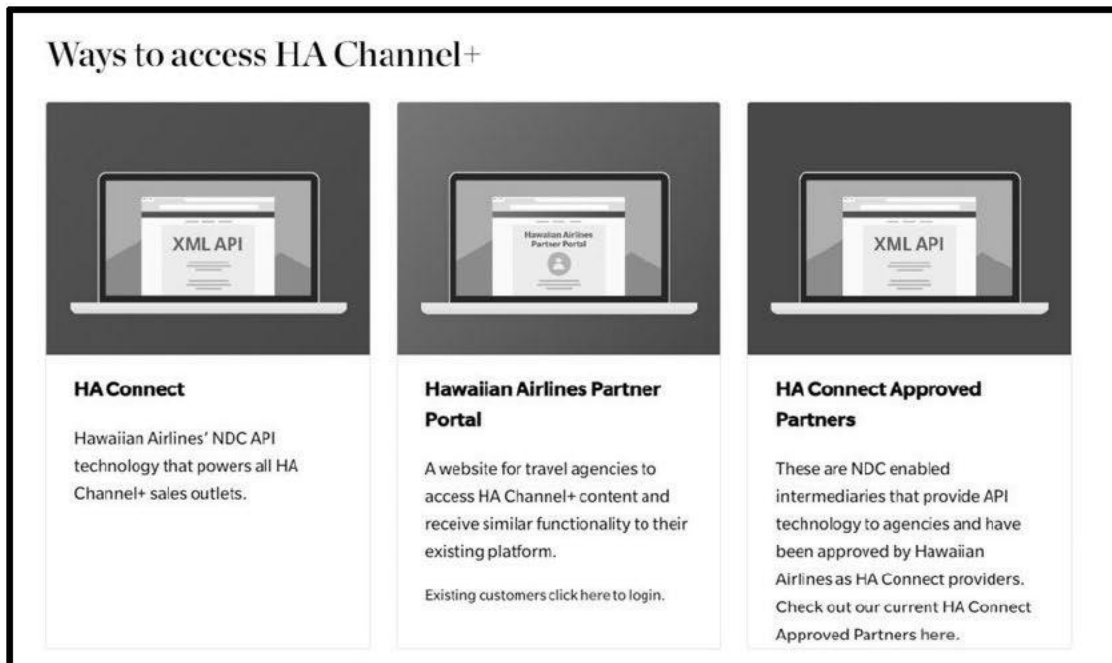 Ways to access HA Channel+
XML API
HA Connect
Hawaiian Airlines' NDC API
technology that powers all HA
Channel+ sales outlets.
Hawaiian Airlines
Partner Portal
Hawaiian Airlines Partner
Portal
A website for travel agencies to
access HA Channel+ content and
receive similar functionality to their
existing platform.
Existing customers click here to login.
XML API
HA Connect Approved
Partners
These are NDC enabled
intermediaries that provide API
technology to agencies and have
been approved by Hawaiian
Airlines as HA Connect providers.
Check out our current HA Connect
Approved Partners here.